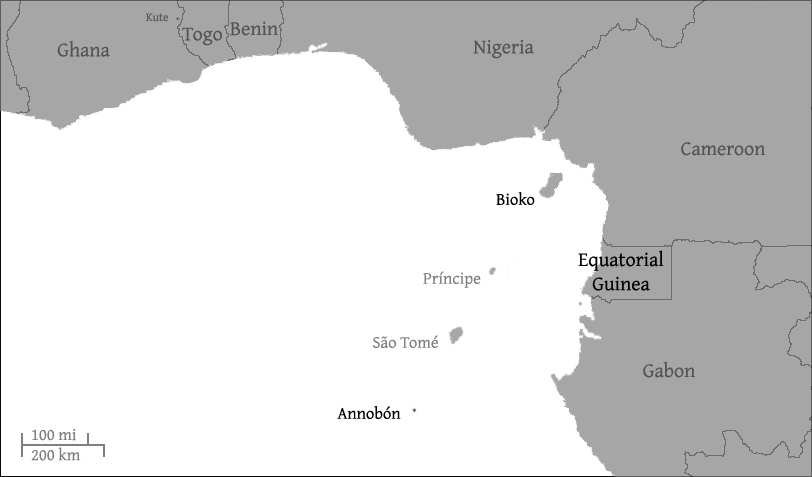 Kute
Ghana
Togo
Benin
Nigeria
Cameroon
Bioko
Equatorial
Guinea
Príncipe
São Tomé
Gabon
Annobón
100 mi
200 km